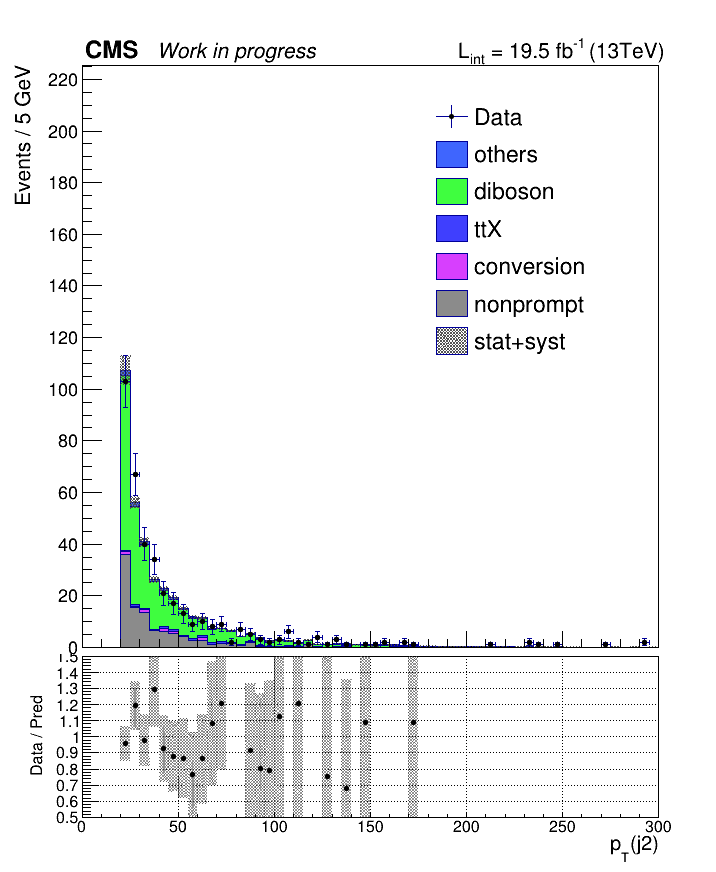 CMS Work in progress L_int = 19.5 fb^-1 (13TeV)
Events / 5 GeV
220
200
180
160
140
120
100
80
60
40
20
0
Data
others
diboson
ttX
conversion
nonprompt
stat+syst
Data / Pred
1.5
1.4
1.3
1.2
1.1
1
0.9
0.8
0.7
0.6
0.5
0 50 100 150 200 250 300
p_T(j2)